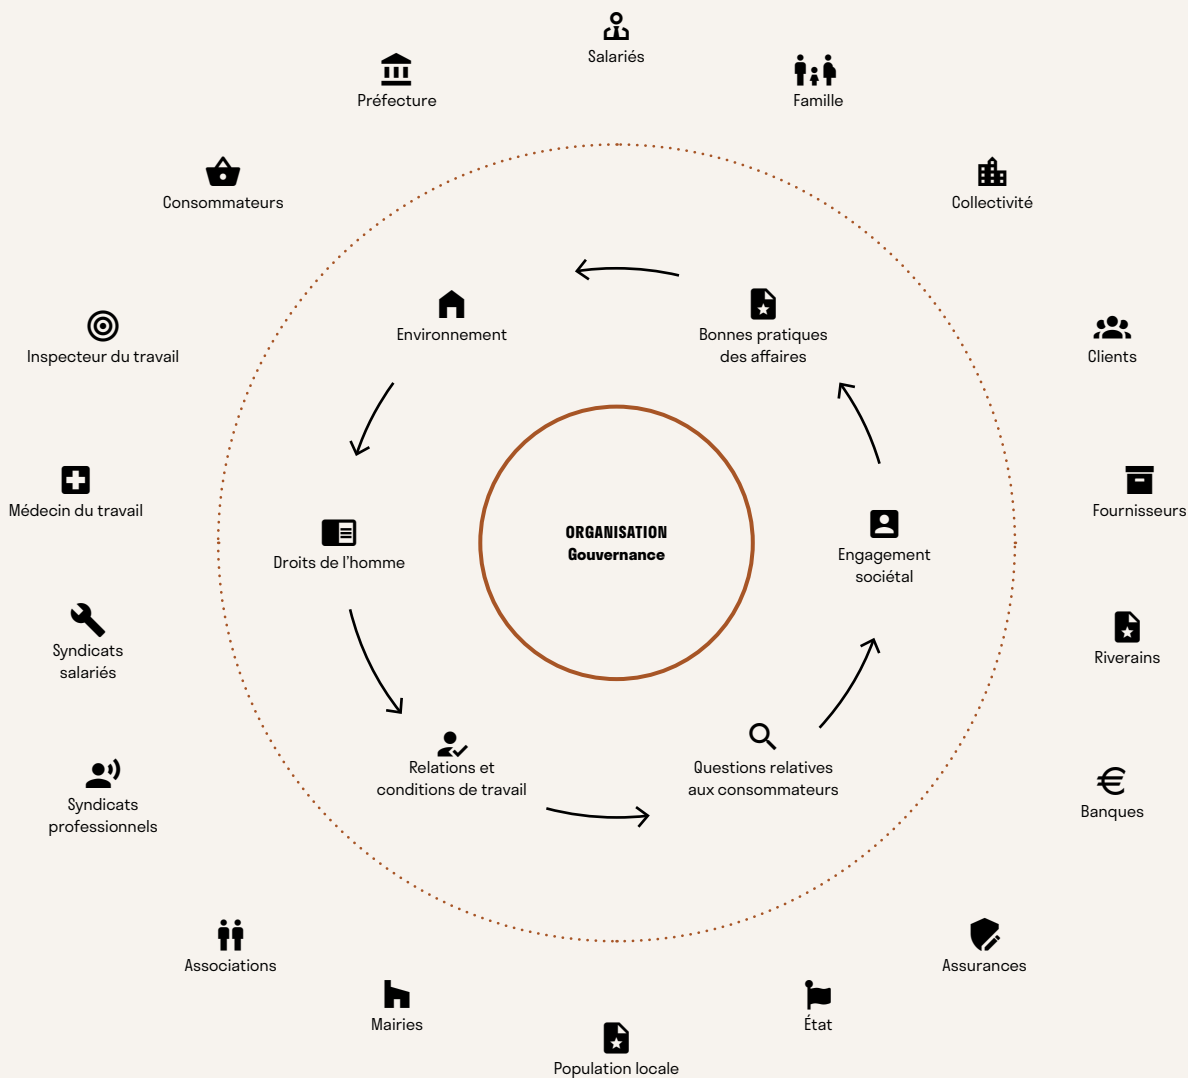 Salariés
Préfecture
Famille
Consommateurs
Collectivité
Environnement
Bonnes pratiques
des affaires
Inspecteur du travail
Clients
Médecin du travail
Fournisseurs
ORGANISATION
Gouvernance
Droits de l'homme
Engagement
sociétal
Syndicats
salariés
Riverains
Relations et
conditions de travail
Questions relatives
aux consommateurs
Syndicats
professionnels
Banques
Associations
Assurances
Mairies
État
Population locale